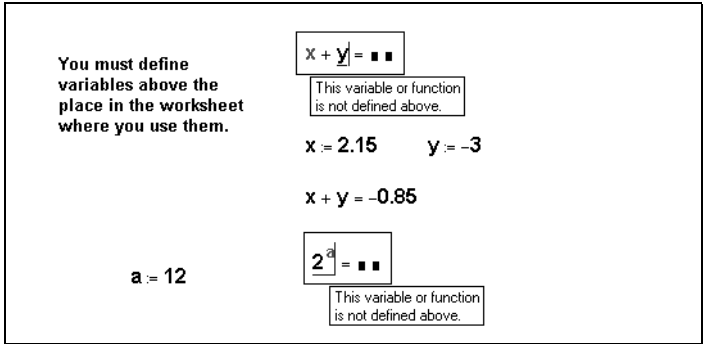 You must define
variables above the
place in the worksheet
where you use them.
x + y = ▪ ▪
This variable or function
is not defined above.
x := 2.15 y := -3
x + y = -0.85
a := 12
2^a = ▪ ▪
This variable or function
is not defined above.